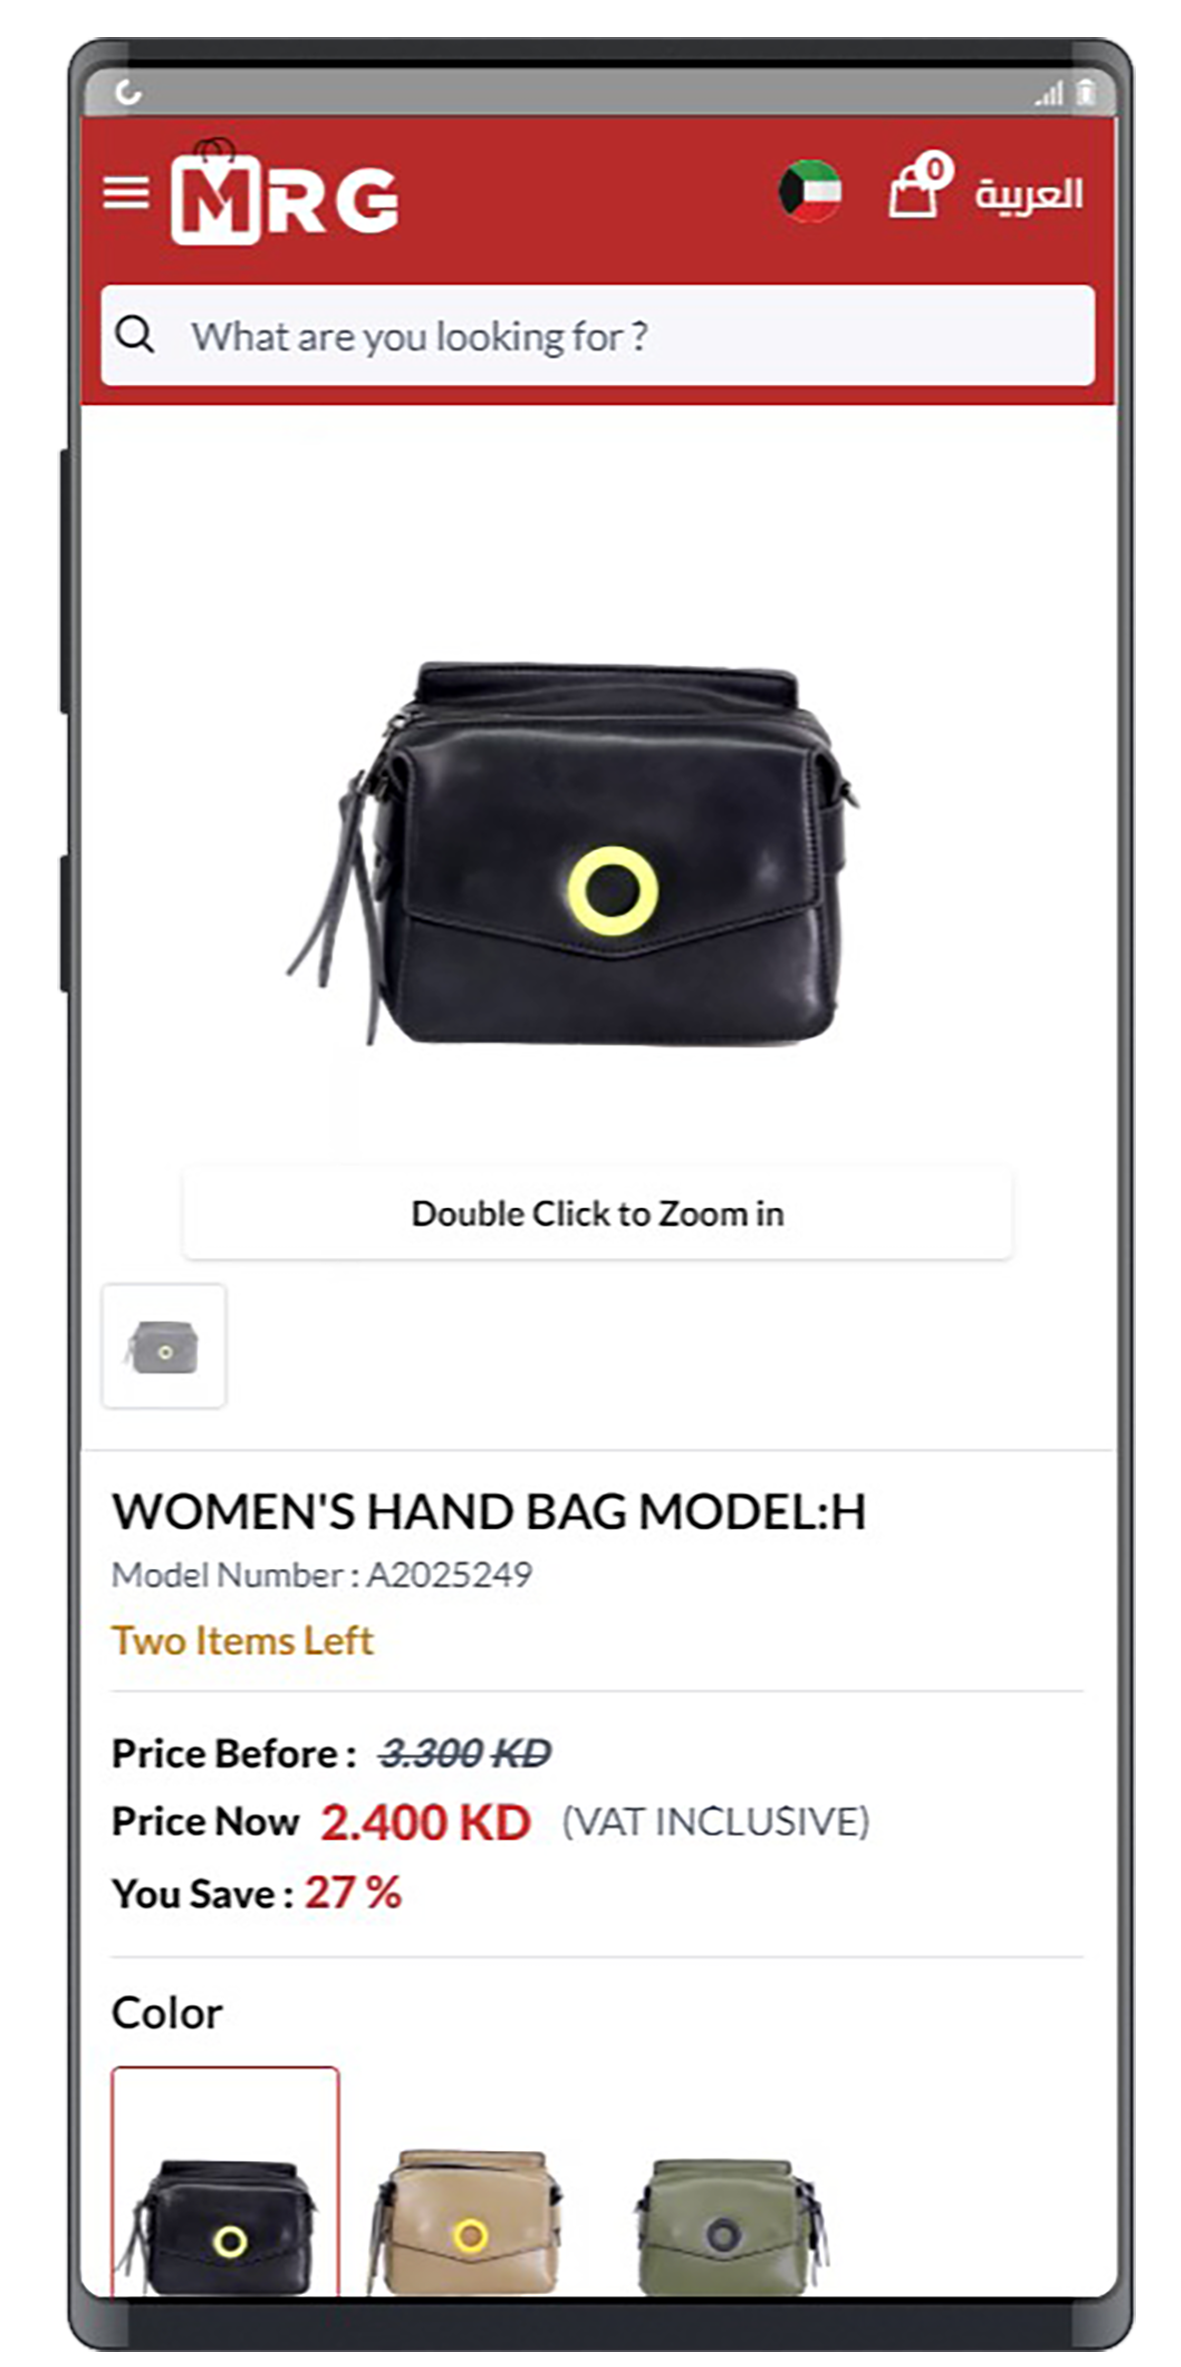 MRG
0
العربية
What are you looking for ?
Double Click to Zoom in
WOMEN'S HAND BAG MODEL:H
Model Number : A2025249
Two Items Left
Price Before : 3.300 KD
Price Now 2.400 KD (VAT INCLUSIVE)
You Save : 27 %
Color